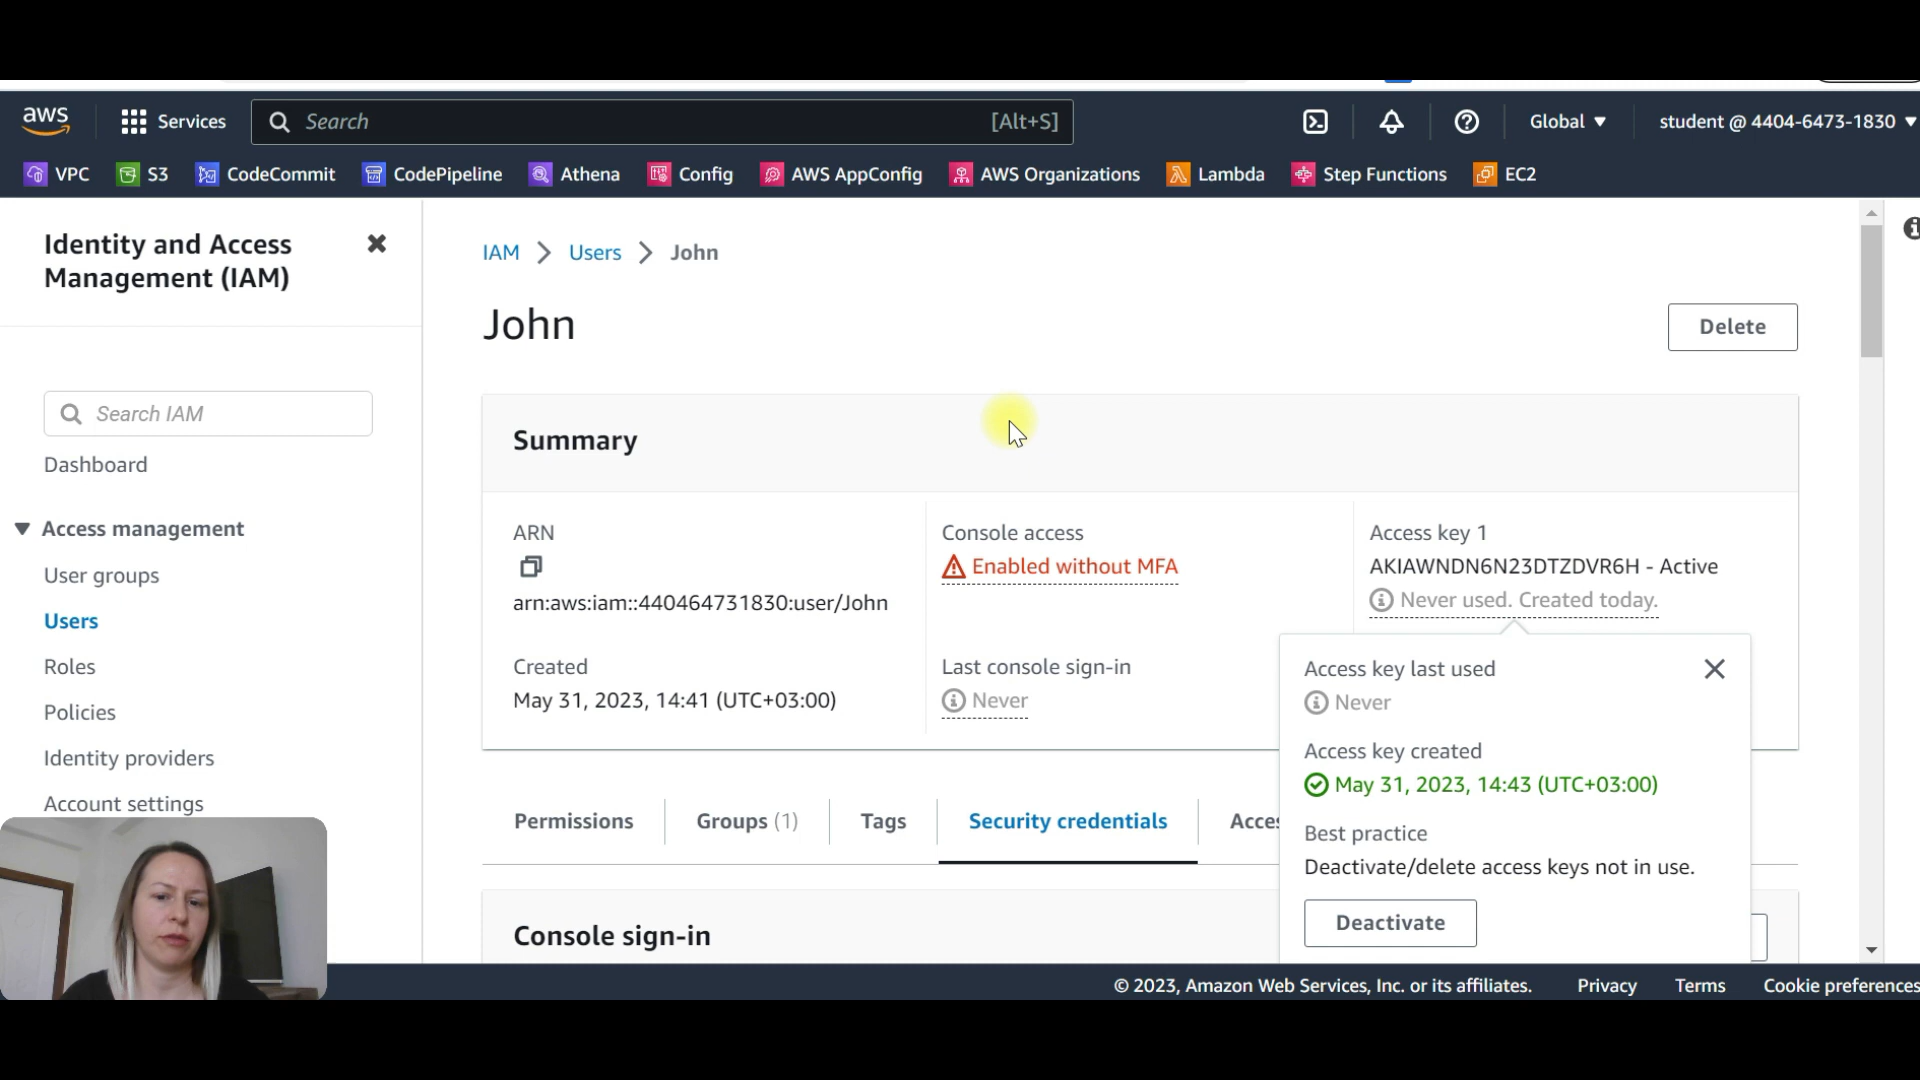 aws
Services
Search [Alt+S]
Global
student @ 4404-6473-1830
VPC
S3
CodeCommit
CodePipeline
Athena
Config
AWS AppConfig
AWS Organizations
Lambda
Step Functions
EC2
Identity and Access
Management (IAM)
Search IAM
Dashboard
Access management
User groups
Users
Roles
Policies
Identity providers
Account settings
IAM > Users > John
John
Delete
Summary
ARN
arn:aws:iam::440464731830:user/John
Created
May 31, 2023, 14:41 (UTC+03:00)
Console access
Enabled without MFA
Last console sign-in
Never
Access key 1
AKIAWNDN6N23DTZDVR6H - Active
Never used. Created today.
Access key last used
Never
Access key created
May 31, 2023, 14:43 (UTC+03:00)
Best practice
Deactivate/delete access keys not in use.
Deactivate
Permissions
Groups (1)
Tags
Security credentials
Console sign-in
© 2023, Amazon Web Services, Inc. or its affiliates.
Privacy
Terms
Cookie preferences